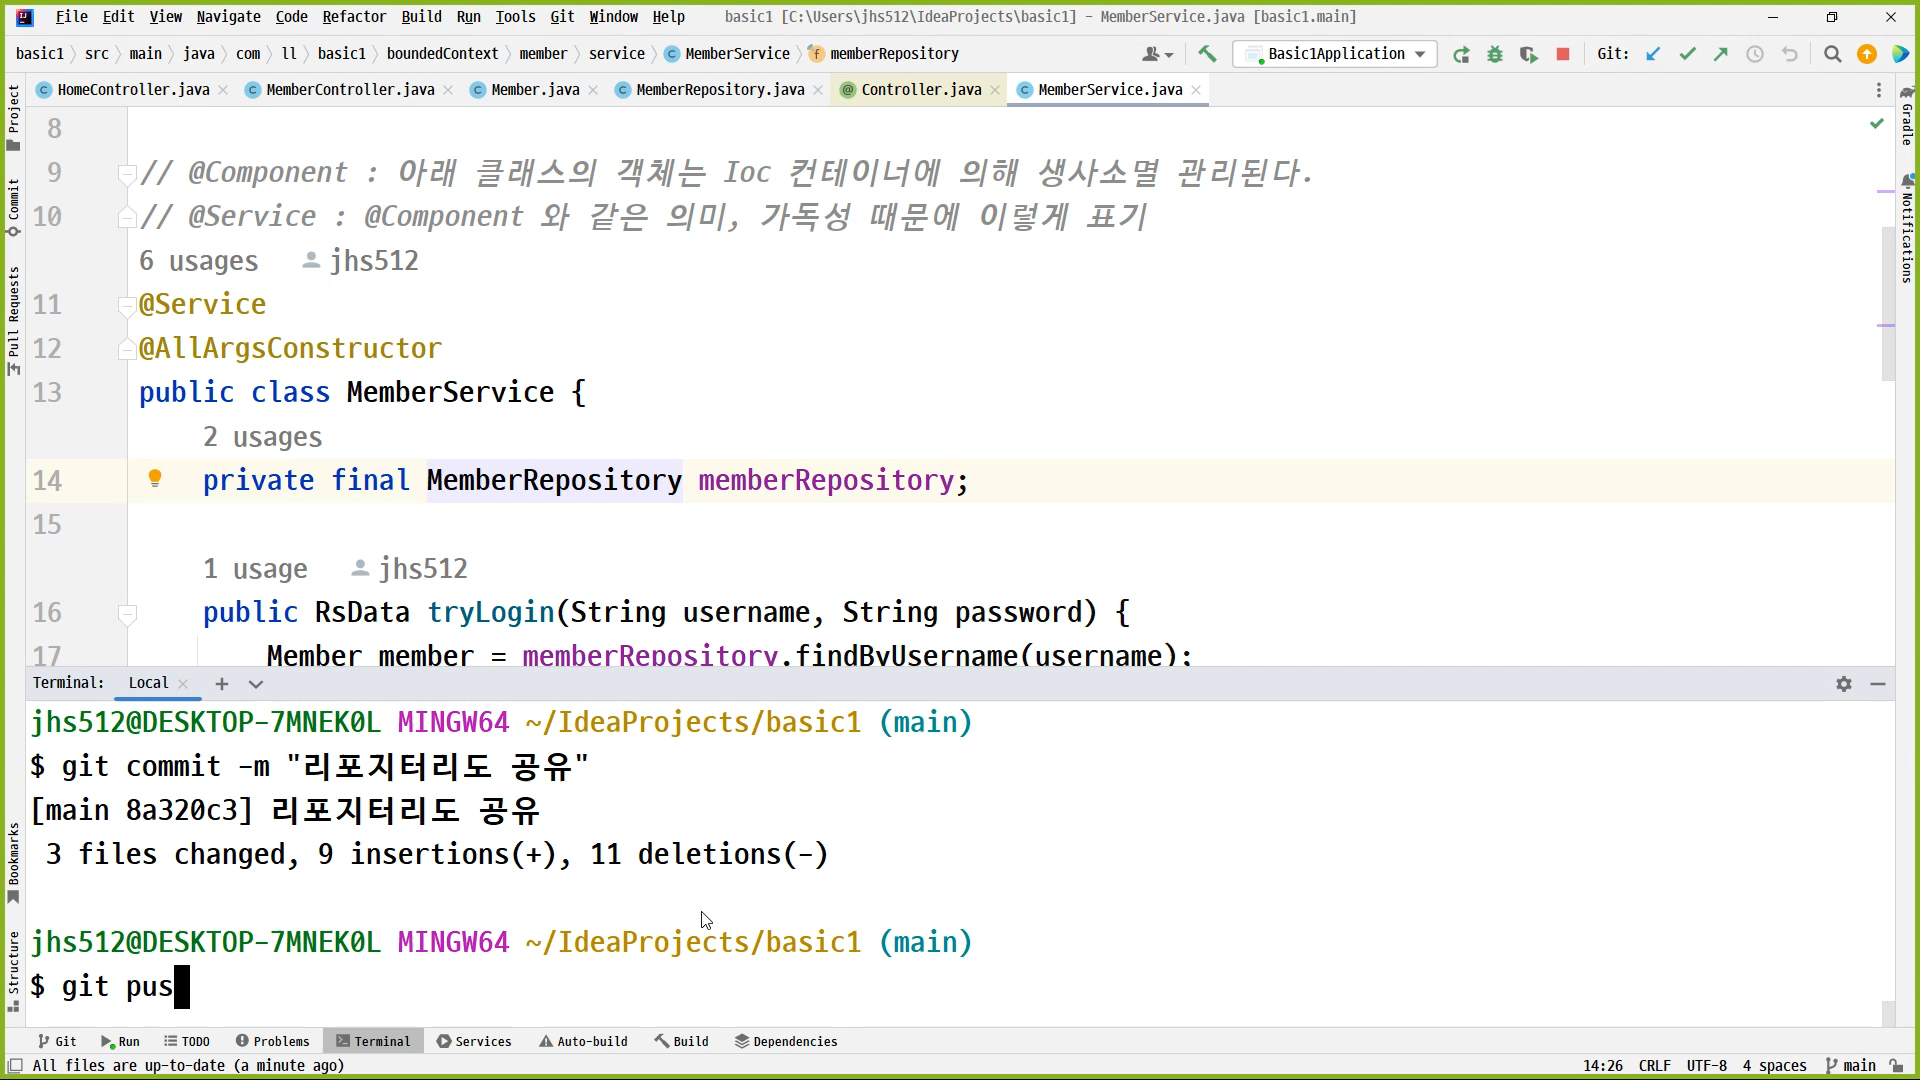 File Edit View Navigate Code Refactor Build Run Tools Git Window Help basic1 [C:\Users\jhs512\IdeaProjects\basic1] - MemberService.java [basic1.main]
basic1 src main java com ll basic1 boundedContext member service MemberService memberRepository Basic1Application Git:
HomeController.java MemberController.java Member.java MemberRepository.java Controller.java MemberService.java
Project
Commit
Pull Requests
Bookmarks
Structure
Gradle
Notifications
8
9 // @Component : 아래 클래스의 객체는 Ioc 컨테이너에 의해 생사소멸 관리된다.
10 // @Service : @Component 와 같은 의미, 가독성 때문에 이렇게 표기
6 usages jhs512
11 @Service
12 @AllArgsConstructor
13 public class MemberService {
2 usages
14 private final MemberRepository memberRepository;
15
1 usage jhs512
16 public RsData tryLogin(String username, String password) {
17 Member member = memberRepository.findByUsername(username);
Terminal: Local
jhs512@DESKTOP-7MNEK0L MINGW64 ~/IdeaProjects/basic1 (main)
$ git commit -m "리포지터리도 공유"
[main 8a320c3] 리포지터리도 공유
3 files changed, 9 insertions(+), 11 deletions(-)
jhs512@DESKTOP-7MNEK0L MINGW64 ~/IdeaProjects/basic1 (main)
$ git pus
Git Run TODO Problems Terminal Services Auto-build Build Dependencies
All files are up-to-date (a minute ago) 14:26 CRLF UTF-8 4 spaces main